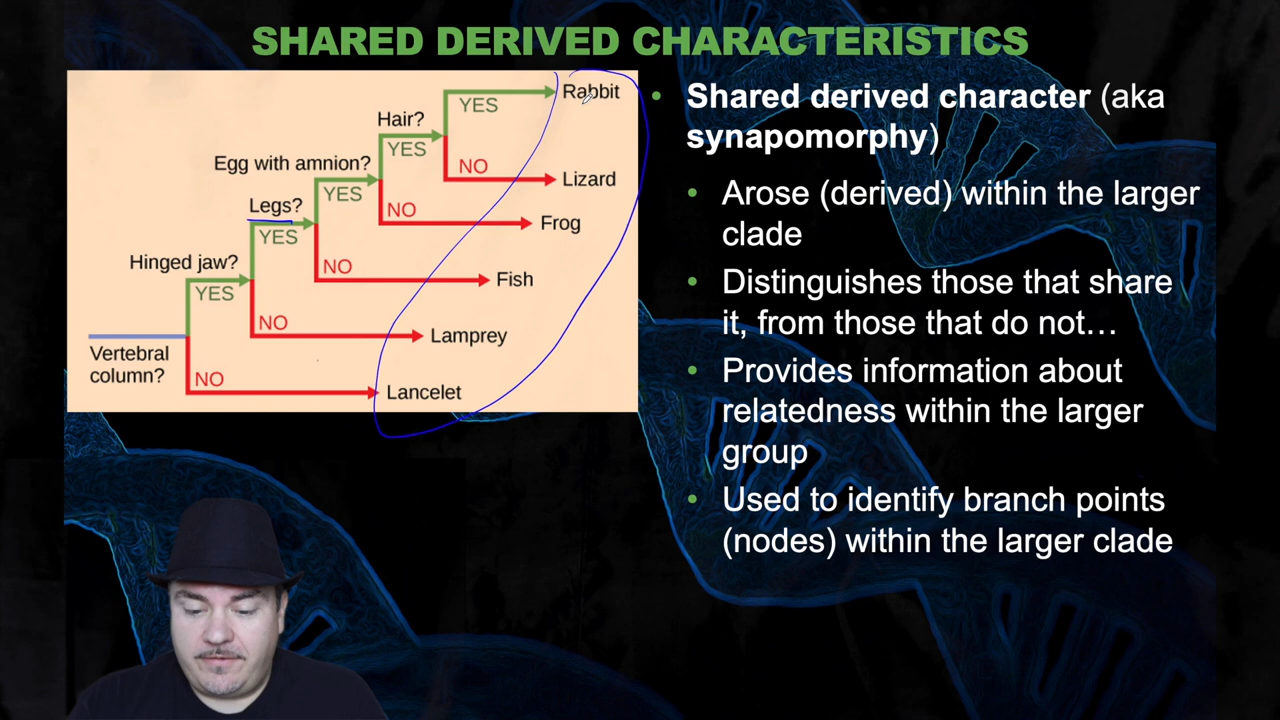 SHARED DERIVED CHARACTERISTICS
Rabbit
YES
Hair?
YES
NO
Lizard
Egg with amnion?
YES
NO
Frog
Legs?
YES
NO
Fish
Hinged jaw?
YES
NO
Lamprey
Vertebral
column?
NO
Lancelet
• Shared derived character (aka
synapomorphy)
• Arose (derived) within the larger
clade
• Distinguishes those that share
it, from those that do not…
• Provides information about
relatedness within the larger
group
• Used to identify branch points
(nodes) within the larger clade